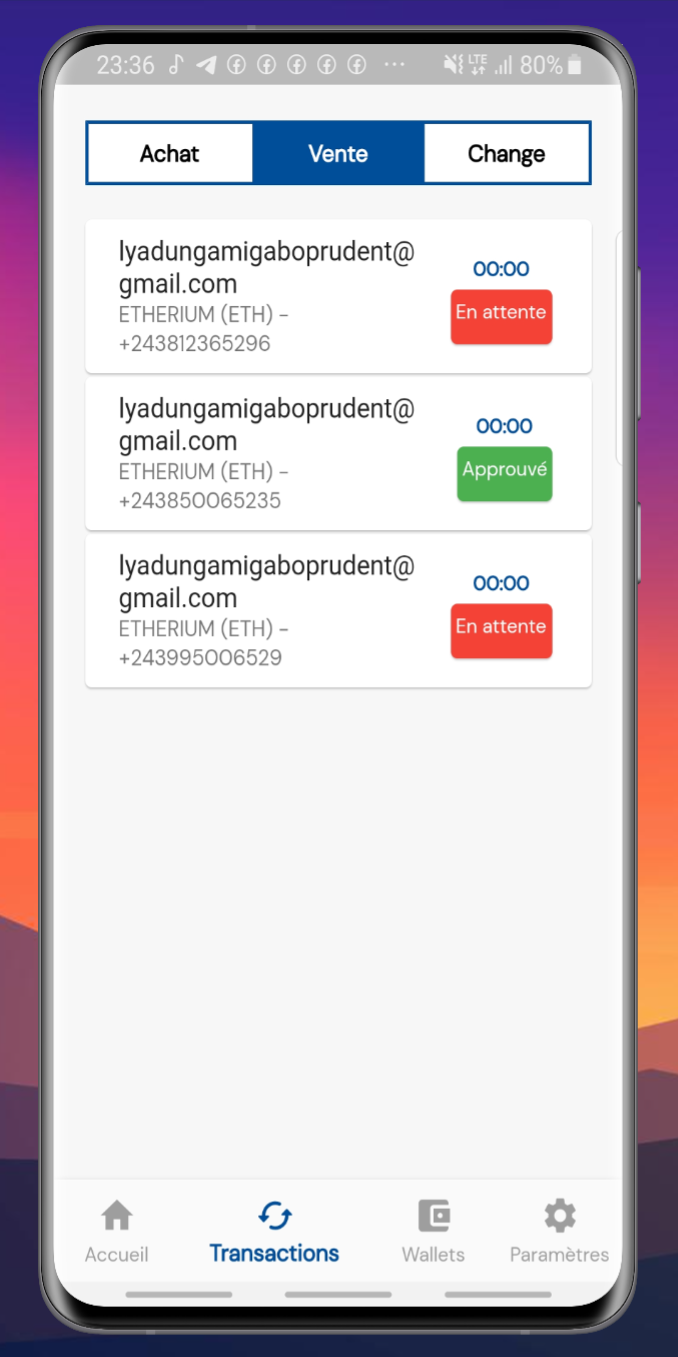 23:36 LTE 80%
Achat Vente Change
lyadungamigaboprudent@
gmail.com
00:00
ETHERIUM (ETH) -
+243812365296
En attente
lyadungamigaboprudent@
gmail.com
00:00
ETHERIUM (ETH) -
+243850065235
Approuvé
lyadungamigaboprudent@
gmail.com
00:00
ETHERIUM (ETH) -
+243995006529
En attente
Accueil Transactions Wallets Paramètres